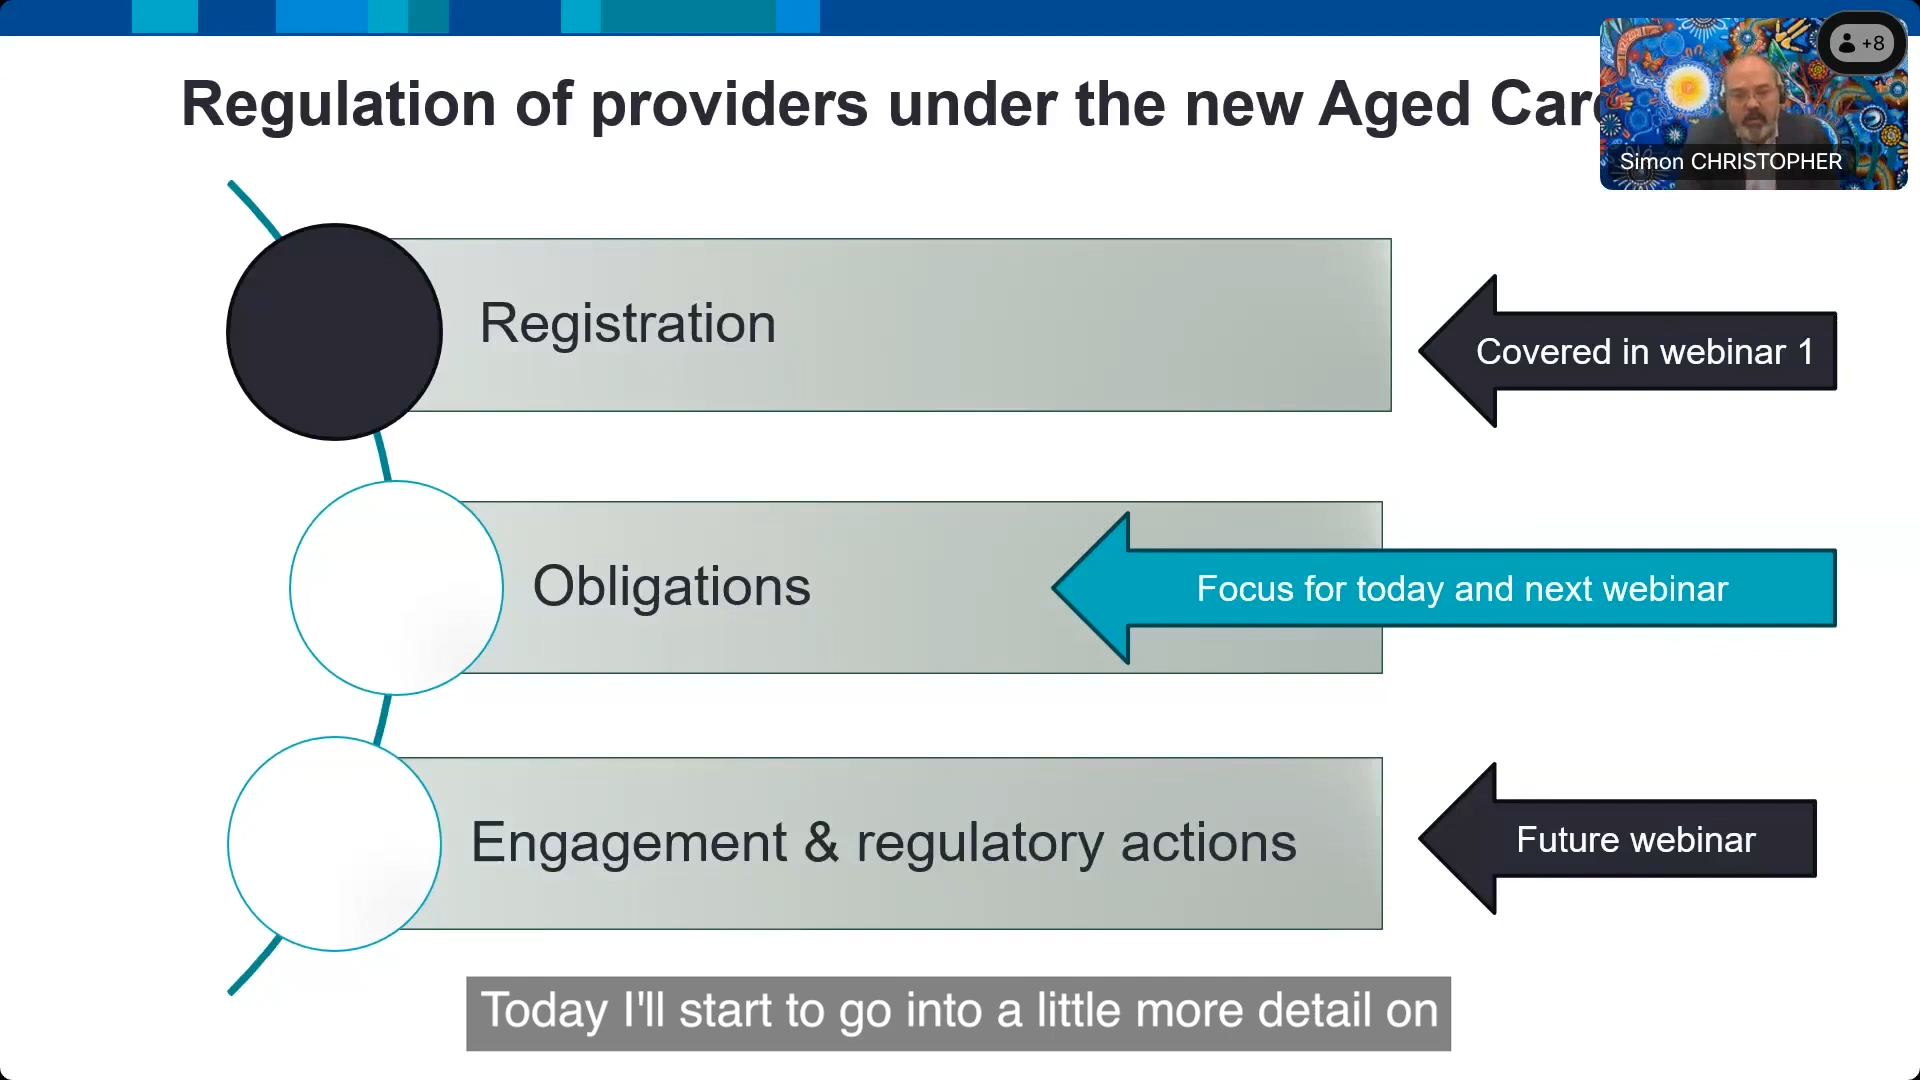 Regulation of providers under the new Aged Car
+8
Simon CHRISTOPHER
Registration
Covered in webinar 1
Obligations
Focus for today and next webinar
Engagement & regulatory actions
Future webinar
Today I'll start to go into a little more detail on